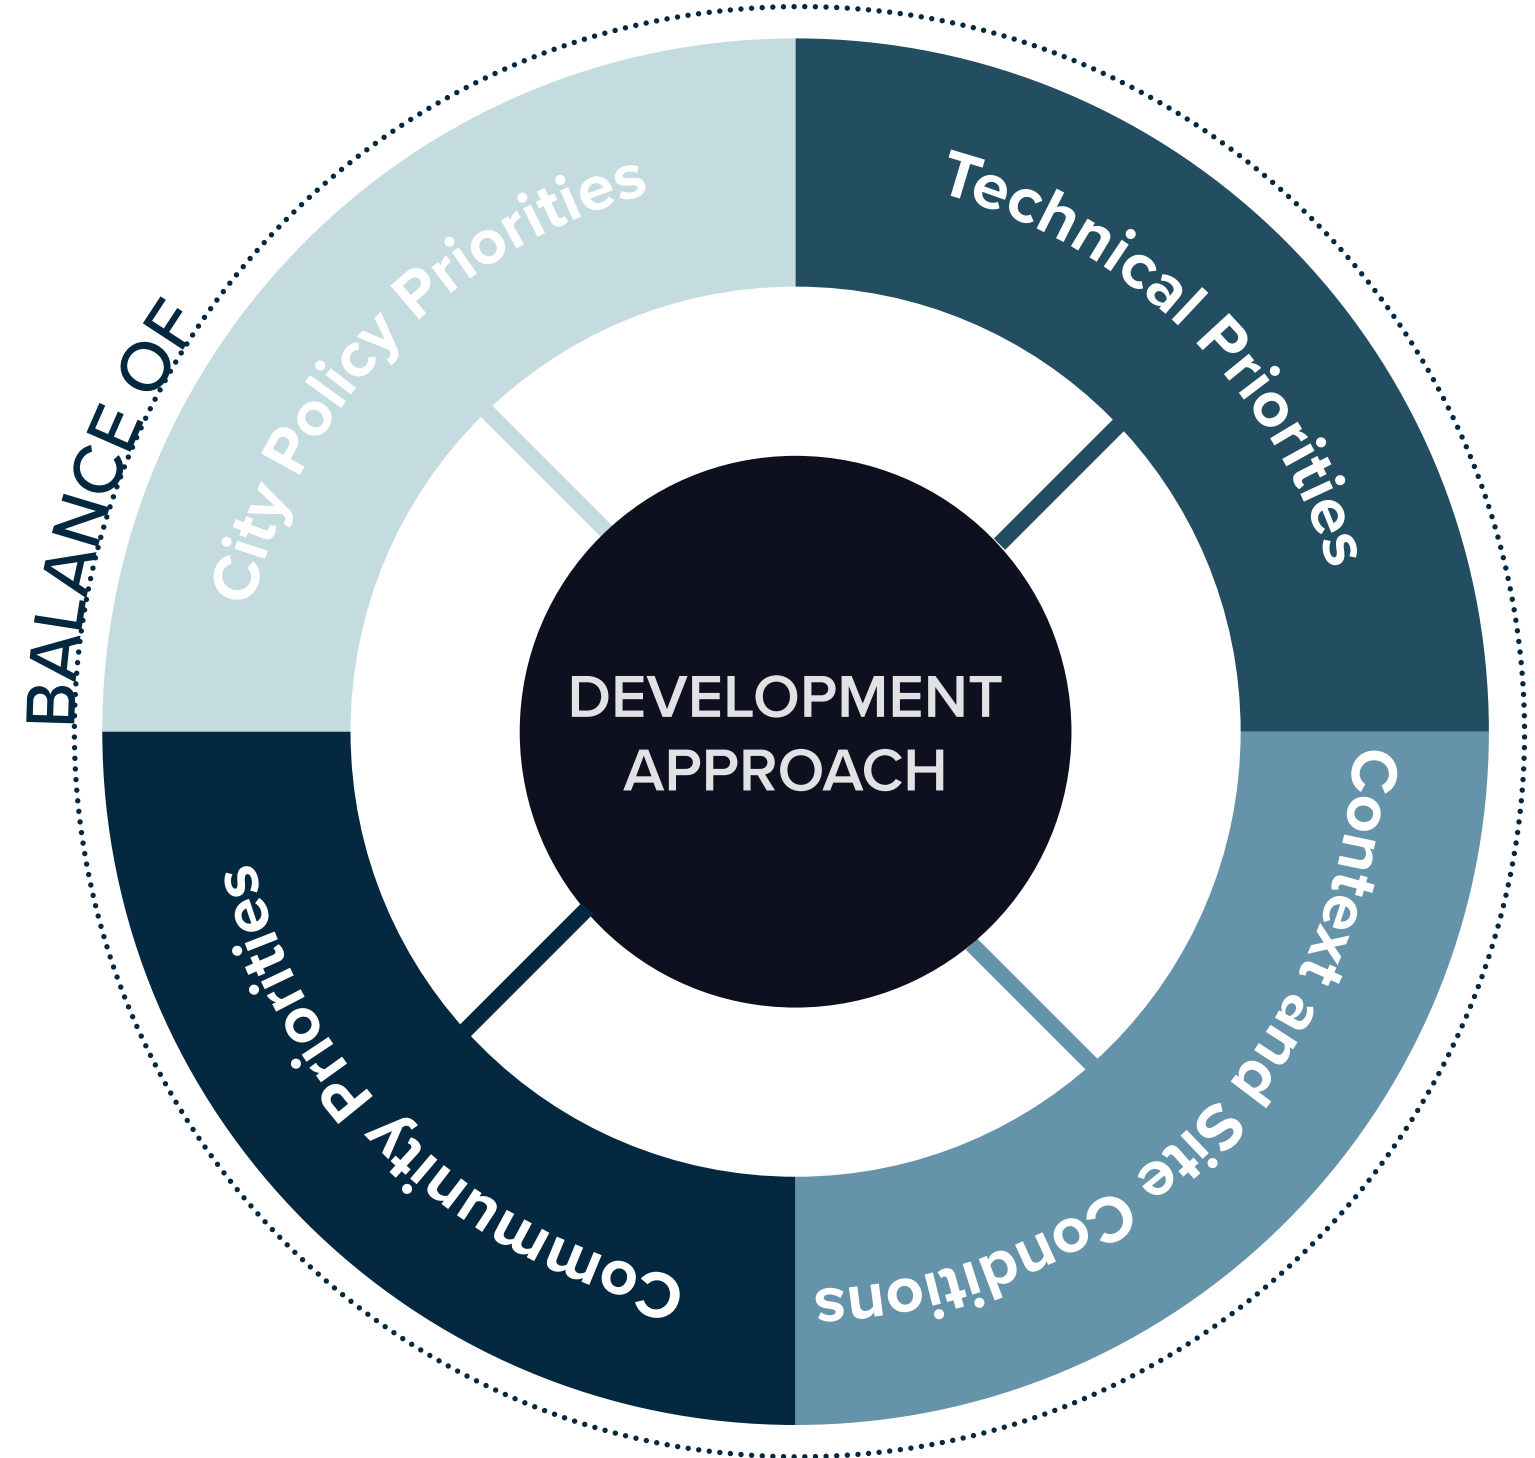 BALANCE OF
City Policy Priorities
Technical Priorities
Context and Site Conditions
Community Priorities
DEVELOPMENT
APPROACH